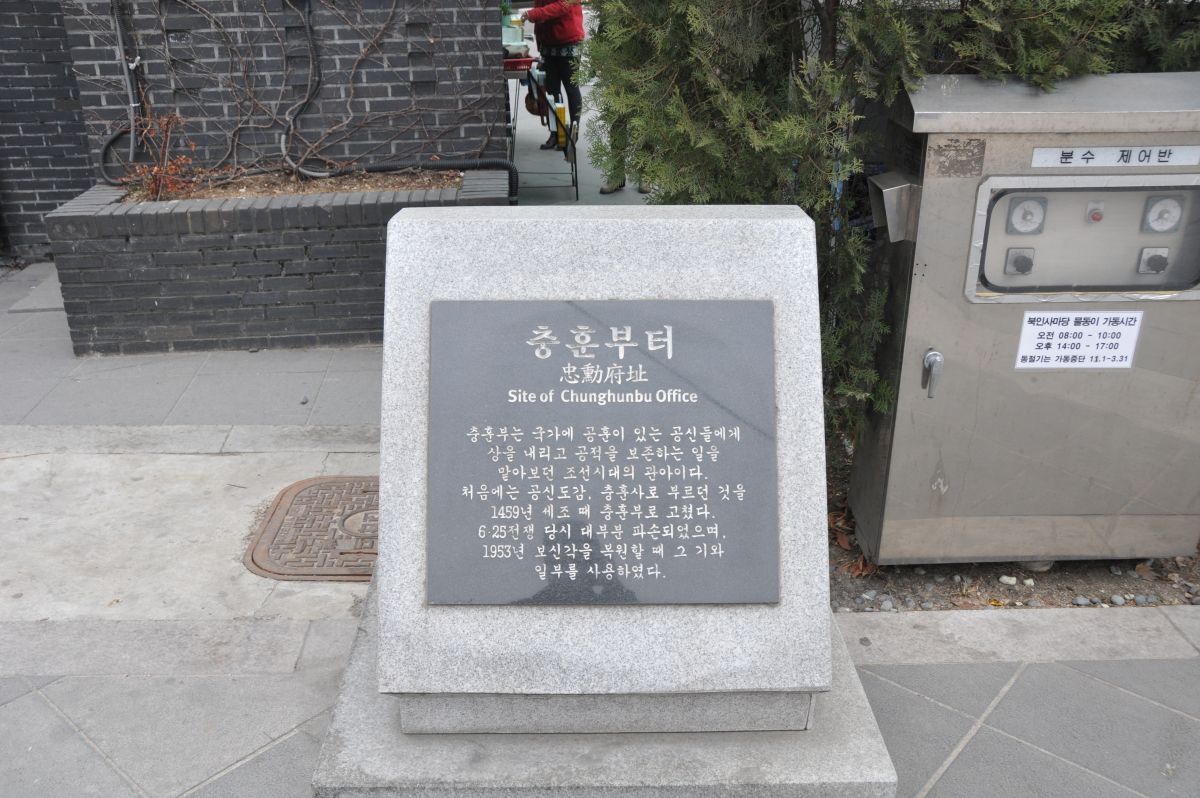 충훈부터
忠勳府址
Site of Chunghunbu Office
충훈부는 국가에 공훈이 있는 공신들에게
상을 내리고 공적을 보존하는 일을
맡아보던 조선시대의 관아이다.
처음에는 공신도감, 충훈사로 부르던 것을
1459년 세조 때 충훈부로 고쳤다.
6·25전쟁 당시 대부분 파손되었으며,
1953년 보신각을 복원할 때 그 기와
일부를 사용하였다.
분수 제어반
북인사마당 물동이 가동시간
오전 08:00 - 10:00
오후 14:00 - 17:00
동절기는 가동중단 11.1-3.31